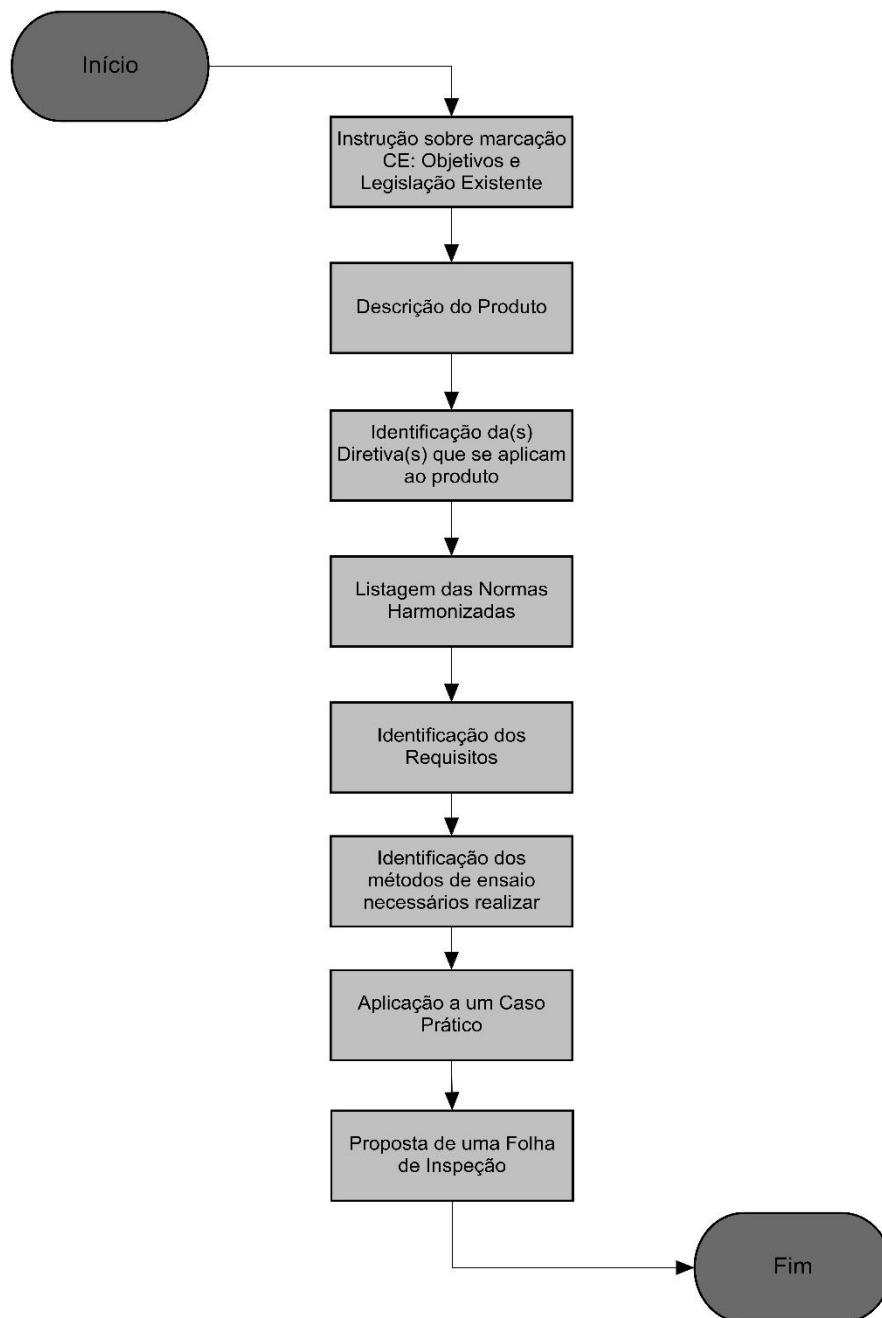 Início
Instrução sobre marcação
CE: Objetivos e
Legislação Existente
Descrição do Produto
Identificação da(s)
Diretiva(s) que se aplicam
ao produto
Listagem das Normas
Harmonizadas
Identificação dos
Requisitos
Identificação dos
métodos de ensaio
necessários realizar
Aplicação a um Caso
Prático
Proposta de uma Folha
de Inspeção
Fim